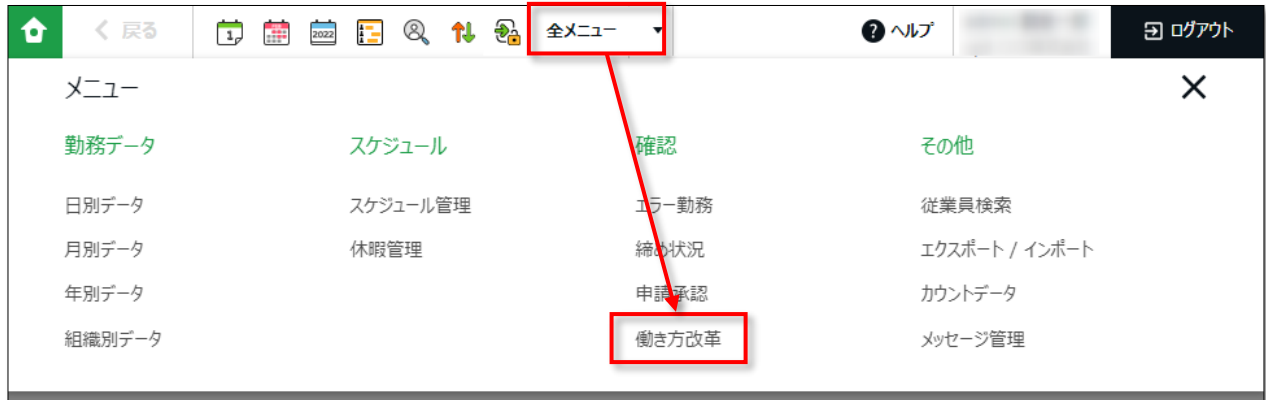 戻る 1 2022 全メニュー ヘルプ ログアウト
メニュー
勤務データ スケジュール 確認 その他
日別データ スケジュール管理 エラー勤務 従業員検索
月別データ 休暇管理 締め状況 エクスポート / インポート
年別データ 申請承認 カウントデータ
組織別データ 働き方改革 メッセージ管理